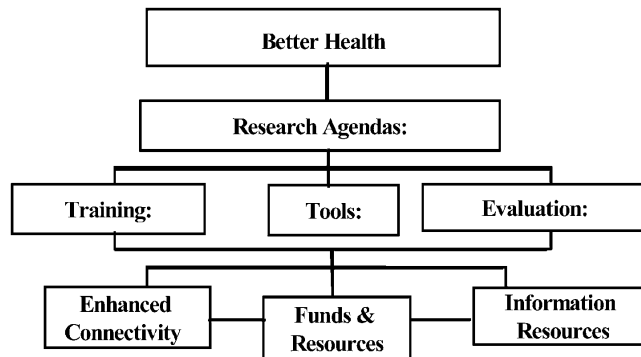 Better Health
Research Agendas:
Training:
Tools:
Evaluation:
Enhanced
Connectivity
Funds &
Resources
Information
Resources